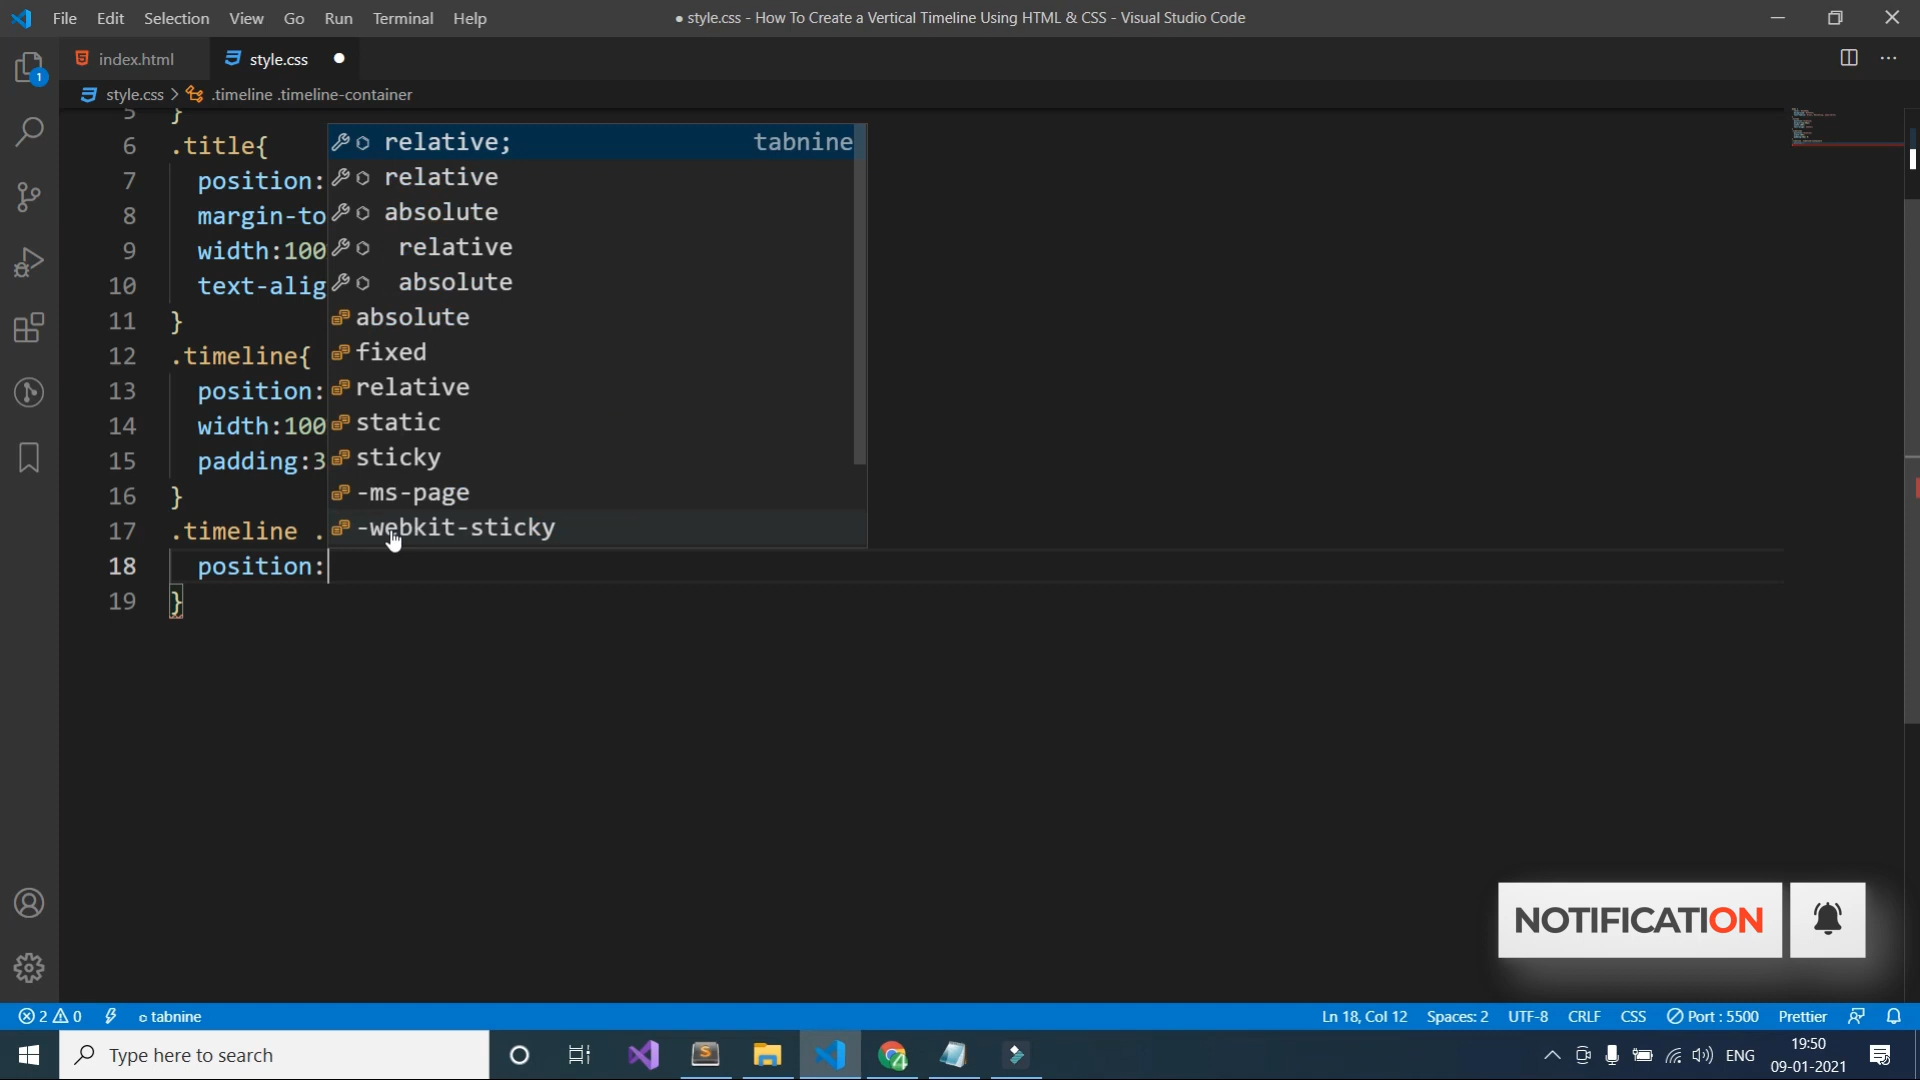 File Edit Selection View Go Run Terminal Help ● style.css - How To Create a Vertical Timeline Using HTML & CSS - Visual Studio Code
index.html style.css ●
1
style.css > .timeline .timeline-container
5 }
6 .title{
7 position:
8 margin-to
9 width:100
10 text-alig
11 }
12 .timeline{
13 position:
14 width:100
15 padding:3
16 }
17 .timeline .
18 position:
19 }
relative; tabnine
relative
absolute
relative
absolute
absolute
fixed
relative
static
sticky
-ms-page
-webkit-sticky
NOTIFICATION
2 0 tabnine Ln 18, Col 12 Spaces: 2 UTF-8 CRLF CSS Port : 5500 Prettier
Type here to search ENG 19:50
09-01-2021